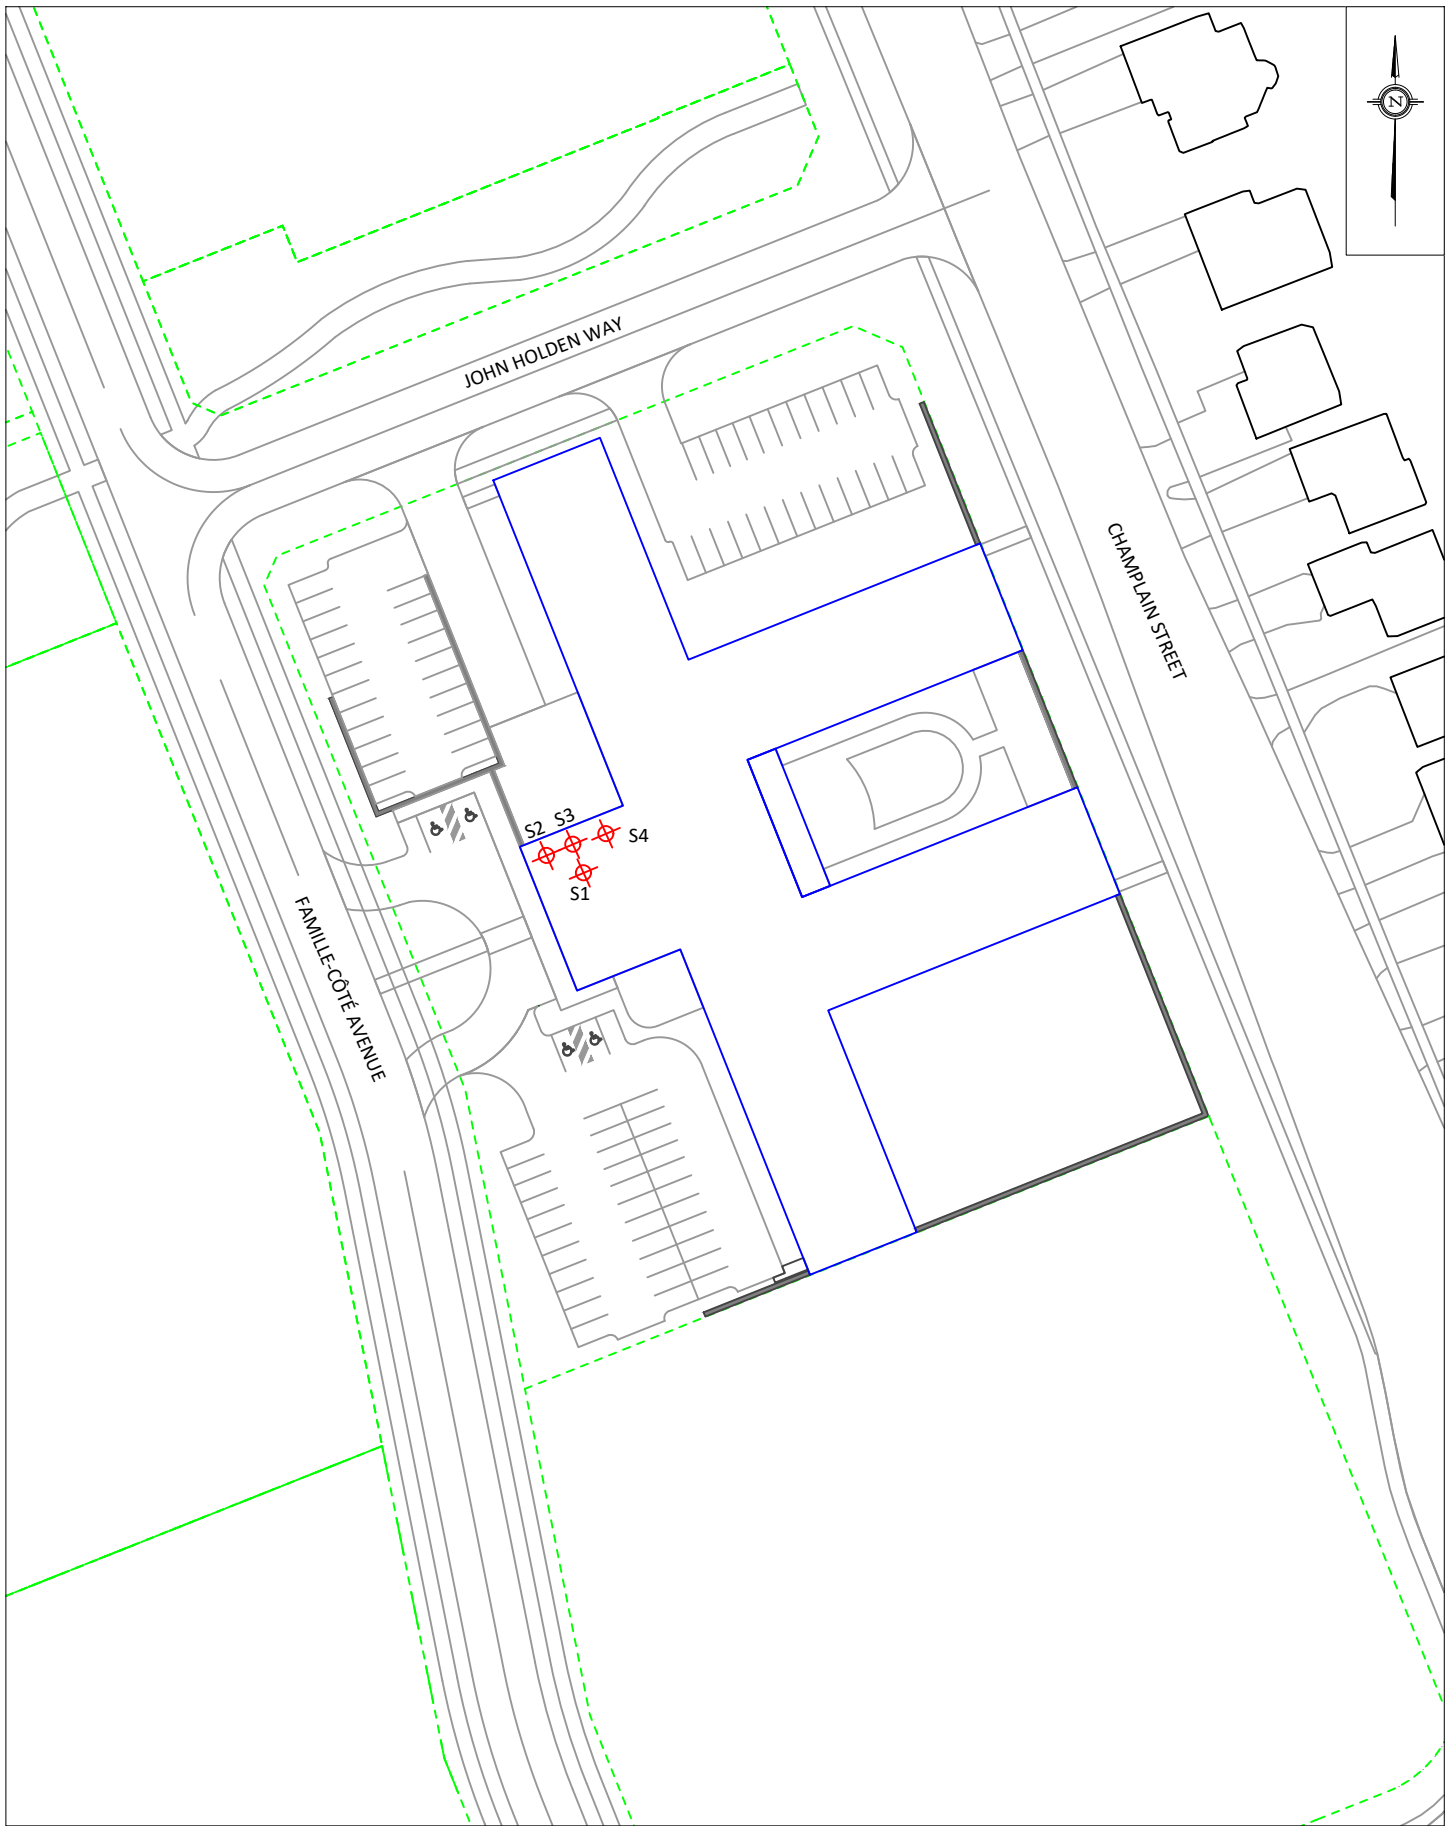 N
JOHN HOLDEN WAY
CHAMPLAIN STREET
S2
S3
S4
S1
FAMILLE-CÔTÉ AVENUE